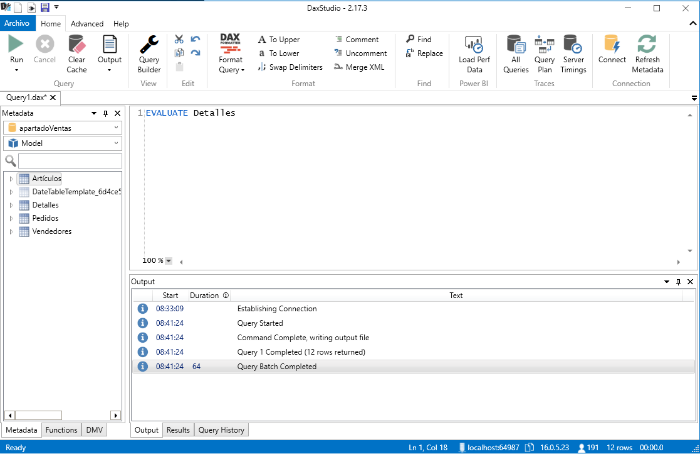 DaxStudio - 2.17.3
Archivo Home Advanced Help
Run Cancel Clear Cache Output Query Builder DAX FORMATTER Format Query To Upper To Lower Swap Delimiters Comment Uncomment Merge XML Find Replace Load Perf Data All Queries Query Plan Server Timings Connect Refresh Metadata
Query View Edit Format Find Power BI Traces Connection
Query1.dax*
Metadata
apartadoVentas
Model
Artículos
DateTableTemplate_6d4ce5
Detalles
Pedidos
Vendedores
Metadata Functions DMV
1 EVALUATE Detalles
100 %
Output
Start Duration Text
08:33:09 Establishing Connection
08:41:24 Query Started
08:41:24 Command Complete, writing output file
08:41:24 Query 1 Completed (12 rows returned)
08:41:24 64 Query Batch Completed
Output Results Query History
Ready Ln 1, Col 18 localhost:64987 16.0.5.23 191 12 rows 00:00.0